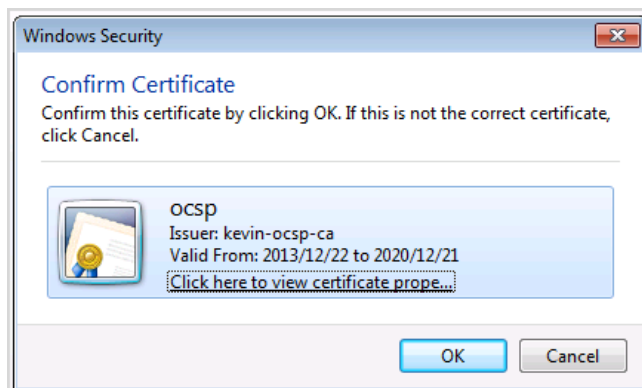 Windows Security
Confirm Certificate
Confirm this certificate by clicking OK. If this is not the correct certificate,
click Cancel.
ocsp
Issuer: kevin-ocsp-ca
Valid From: 2013/12/22 to 2020/12/21
Click here to view certificate prope...
OK
Cancel